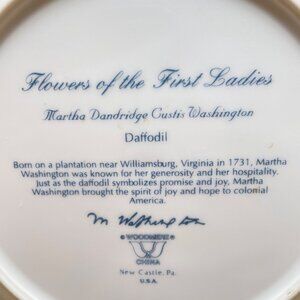 Flowers of the First Ladies
Martha Dandridge Custis Washington
Daffodil
Born on a plantation near Williamsburg, Virginia in 1731, Martha
Washington was known for her generosity and her hospitality.
Just as the daffodil symbolizes promise and joy, Martha
Washington brought the spirit of joy and hope to colonial
America.
M Washington
WOODMERE
CHINA
New Castle, Pa.
U.S.A.